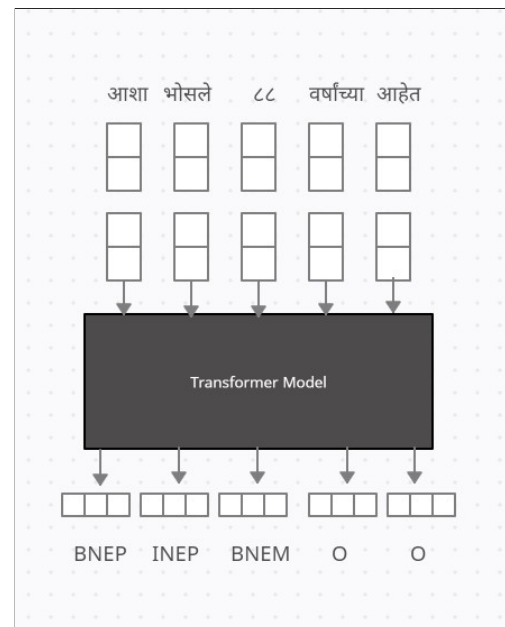 आशा भोसले ८८ वर्षांच्या आहेत
Transformer Model
BNEP INEP BNEM O O